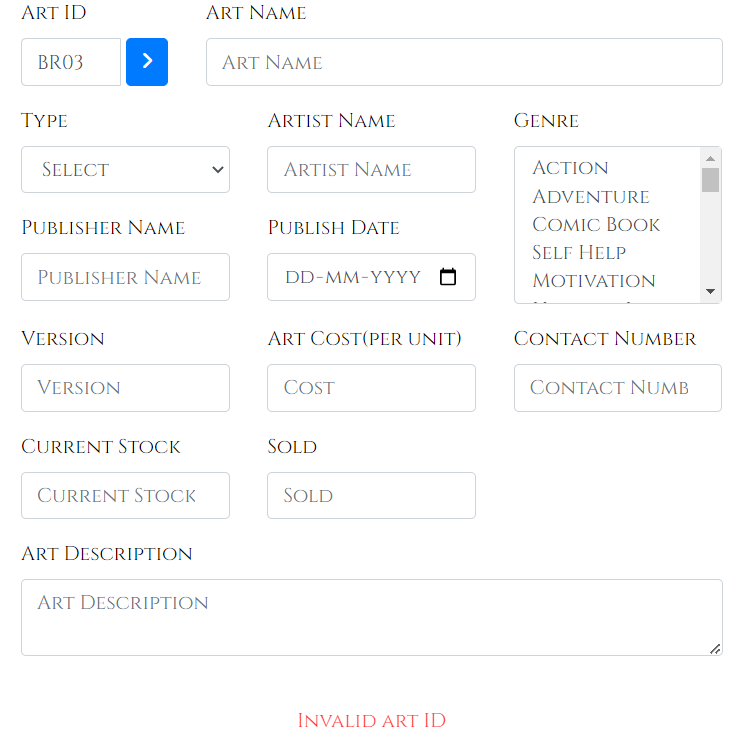 Art ID
Art Name
BR03
Art Name
Type
Artist Name
Genre
Select
Artist Name
Action
Adventure
Comic Book
Self Help
Motivation
Publisher Name
Publish Date
Publisher Name
dd-mm-yyyy
Version
Art Cost(per unit)
Contact Number
Version
Cost
Contact Numb
Current Stock
Sold
Current Stock
Sold
Art Description
Art Description
Invalid art ID